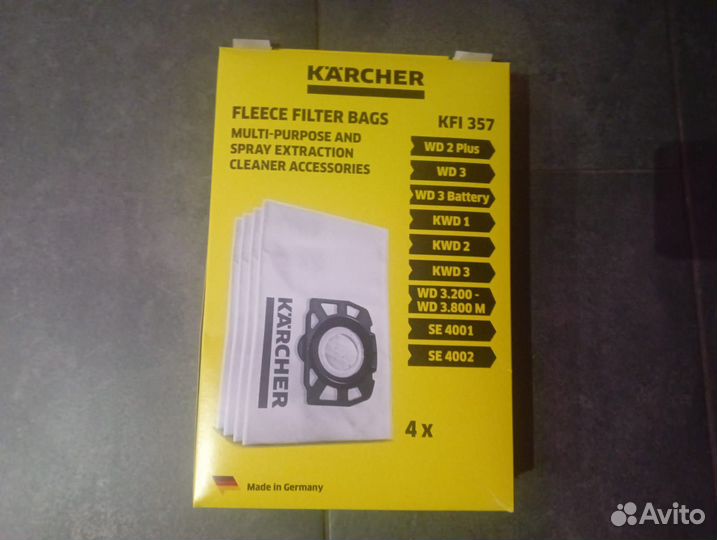 KÄRCHER
FLEECE FILTER BAGS
MULTI-PURPOSE AND
SPRAY EXTRACTION
CLEANER ACCESSORIES
KFI 357
WD 2 Plus
WD 3
WD 3 Battery
KWD 1
KWD 2
KWD 3
WD 3.200 -
WD 3.800 M
SE 4001
SE 4002
KÄRCHER
4 x
Made in Germany
Avito